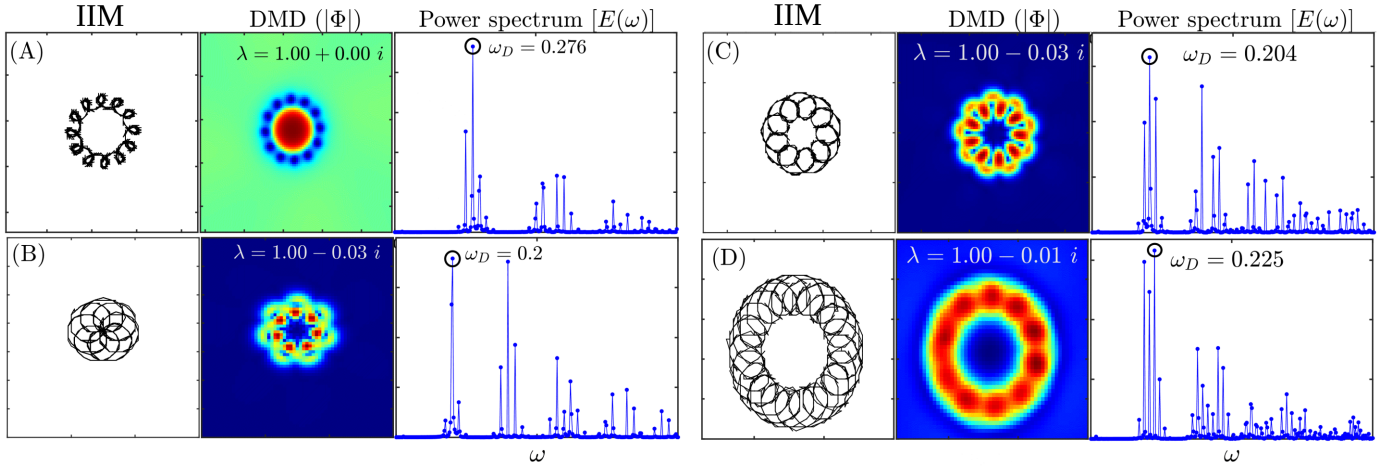 IIM DMD (|Φ|) Power spectrum [E(ω)] IIM DMD (|Φ|) Power spectrum [E(ω)]
(A) λ = 1.00 + 0.00 i ω_D = 0.276 (C) λ = 1.00 − 0.03 i ω_D = 0.204
(B) λ = 1.00 − 0.03 i ω_D = 0.2 (D) λ = 1.00 − 0.01 i ω_D = 0.225
ω ω